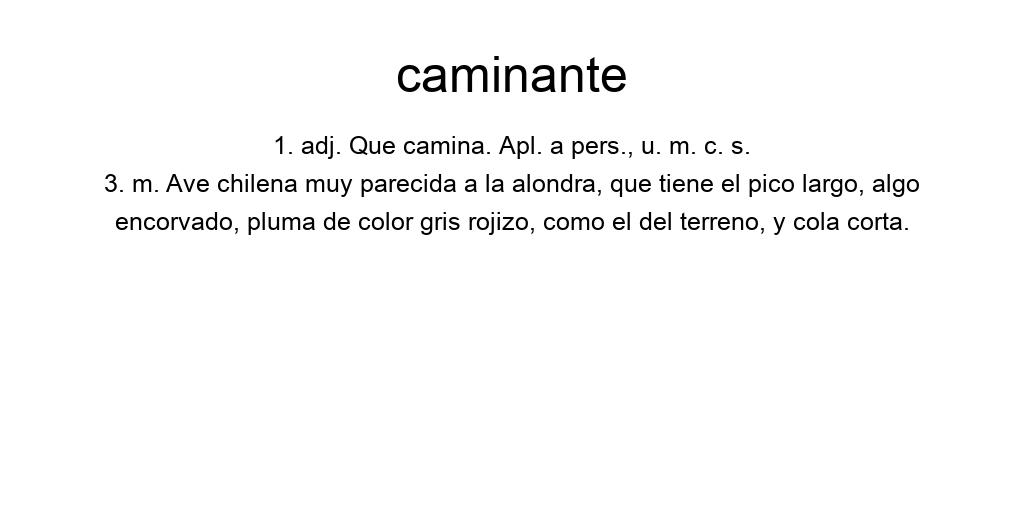 caminante
1. adj. Que camina. Apl. a pers., u. m. c. s.
3. m. Ave chilena muy parecida a la alondra, que tiene el pico largo, algo
encorvado, pluma de color gris rojizo, como el del terreno, y cola corta.